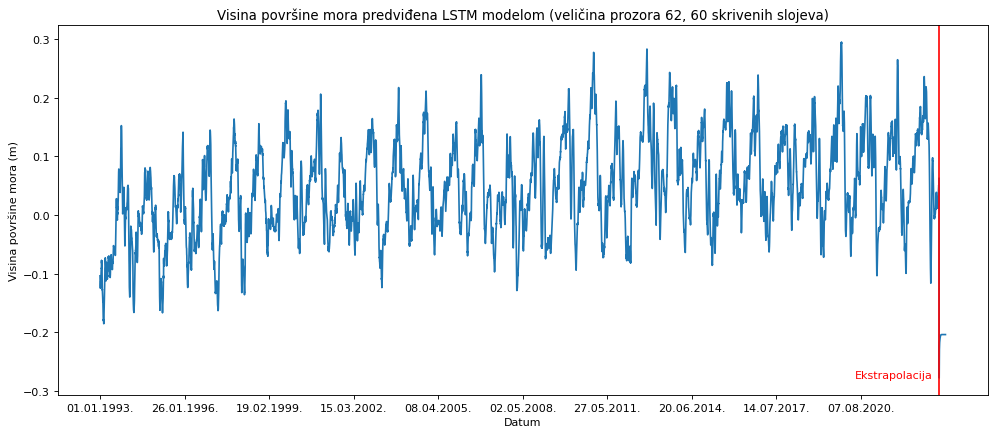 Visina površine mora predviđena LSTM modelom (veličina prozora 62, 60 skrivenih slojeva)
Visina površine mora (m)
0.3
0.2
0.1
0.0
−0.1
−0.2
−0.3
Ekstrapolacija
01.01.1993. 26.01.1996. 19.02.1999. 15.03.2002. 08.04.2005. 02.05.2008. 27.05.2011. 20.06.2014. 14.07.2017. 07.08.2020.
Datum